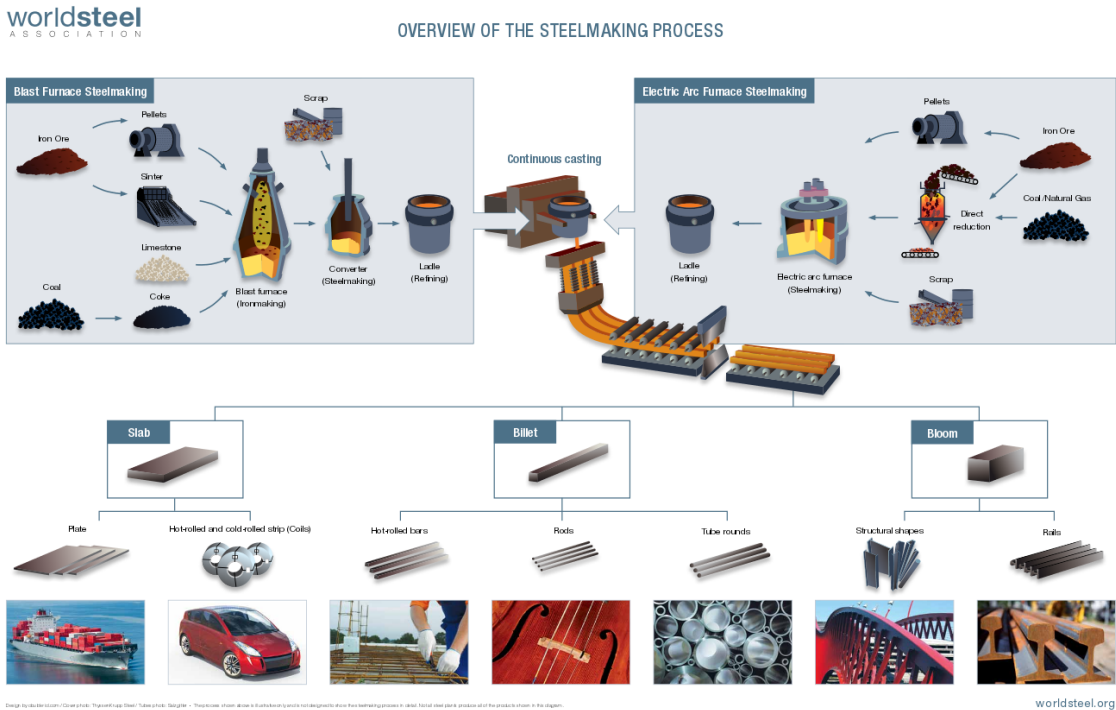 worldsteel
ASSOCIATION
OVERVIEW OF THE STEELMAKING PROCESS
Blast Furnace Steelmaking
Iron Ore
Pellets
Sinter
Limestone
Coal
Coke
Blast furnace
(Ironmaking)
Scrap
Converter
(Steelmaking)
Ladle
(Refining)
Continuous casting
Electric Arc Furnace Steelmaking
Pellets
Iron Ore
Coal/Natural Gas
Direct
reduction
Scrap
Electric arc furnace
(Steelmaking)
Ladle
(Refining)
Slab
Billet
Bloom
Plate
Hot-rolled and cold-rolled strip (Coils)
Hot-rolled bars
Rods
Tube rounds
Structural shapes
Rails
worldsteel.org